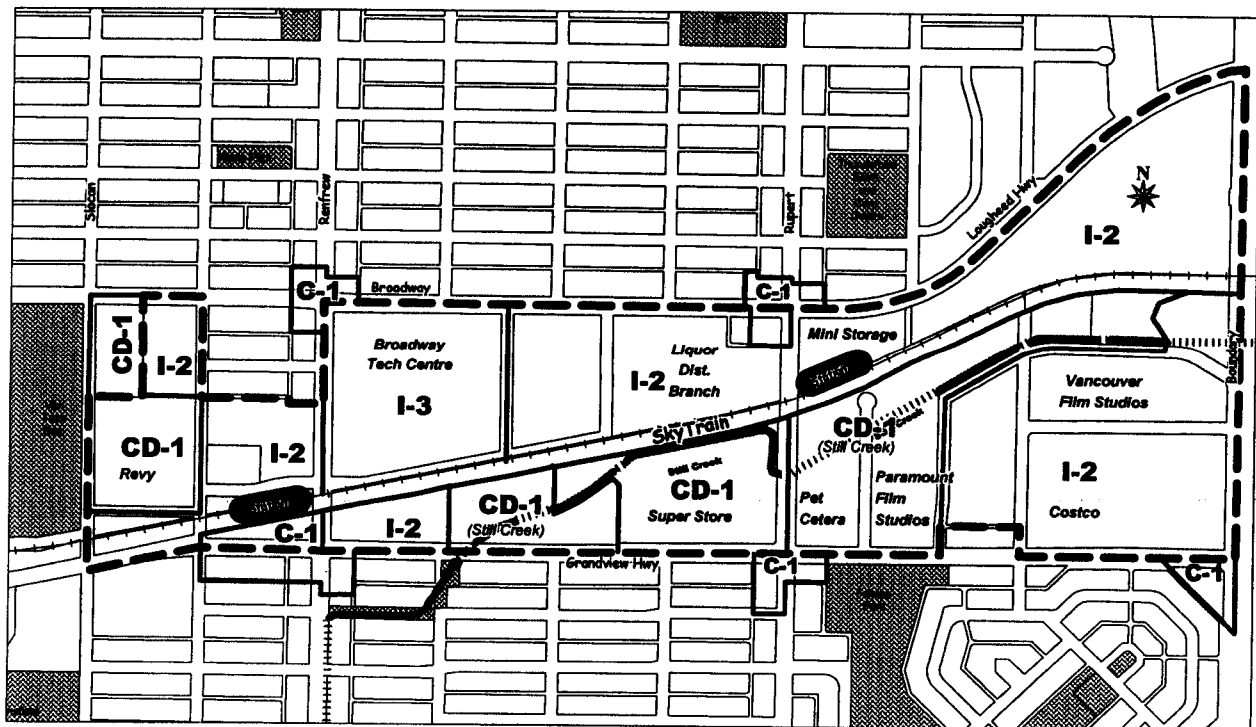 Slocan
Renfrew
Rupert
Lougheed Hwy
N
I-2
C-1
Broadway
C-1
Mini Storage
Boundary
CD-1
I-2
Broadway
Tech Centre
I-3
Liquor
Dist.
Branch
I-2
Vancouver
Film Studios
CD-1
Revy
I-2
SkyTrain
Still Creek
CD-1
Super Store
CD-1
(Still Creek)
Creek
Pet
Cetera
Paramount
Film
Studios
I-2
Costco
C-1
I-2
CD-1
(Still Creek)
Grandview Hwy
C-1
C-1